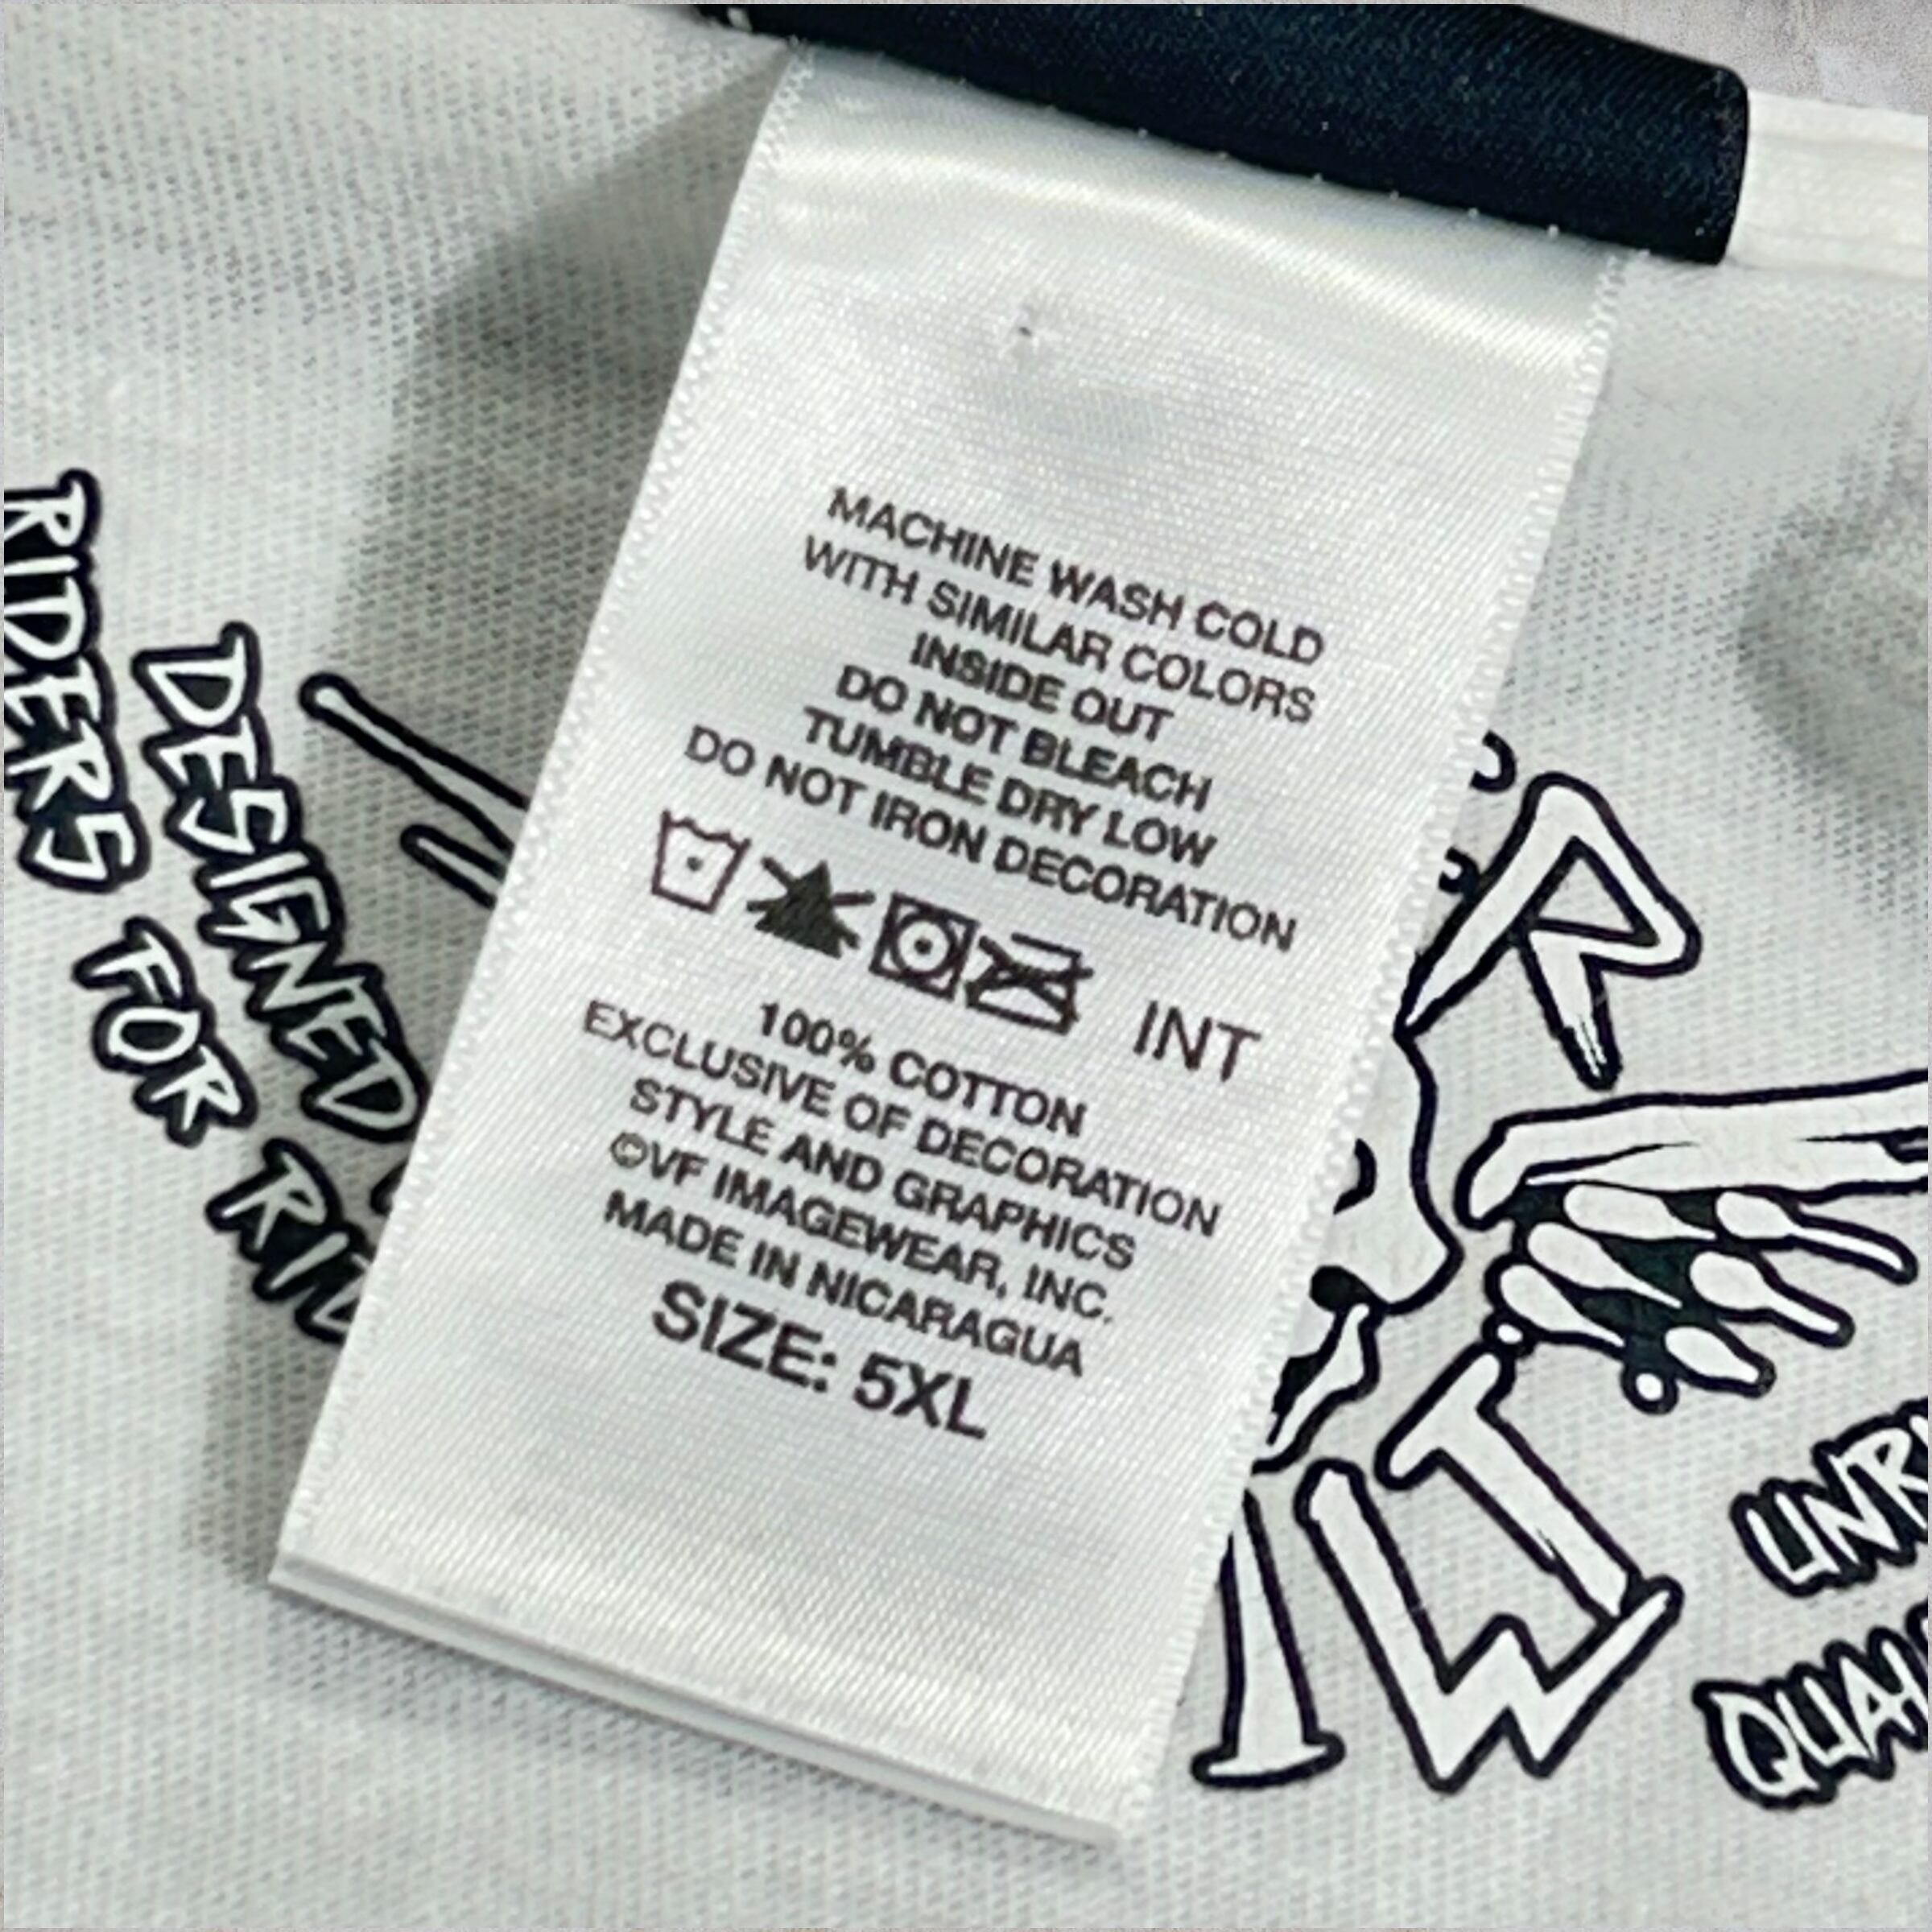 MACHINE WASH COLD
WITH SIMILAR COLORS
INSIDE OUT
DO NOT BLEACH
TUMBLE DRY LOW
DO NOT IRON DECORATION
INT
100% COTTON
EXCLUSIVE OF DECORATION
STYLE AND GRAPHICS
©VF IMAGEWEAR, INC.
MADE IN NICARAGUA
SIZE: 5XL
DESIGNED
RIDERS
FOR